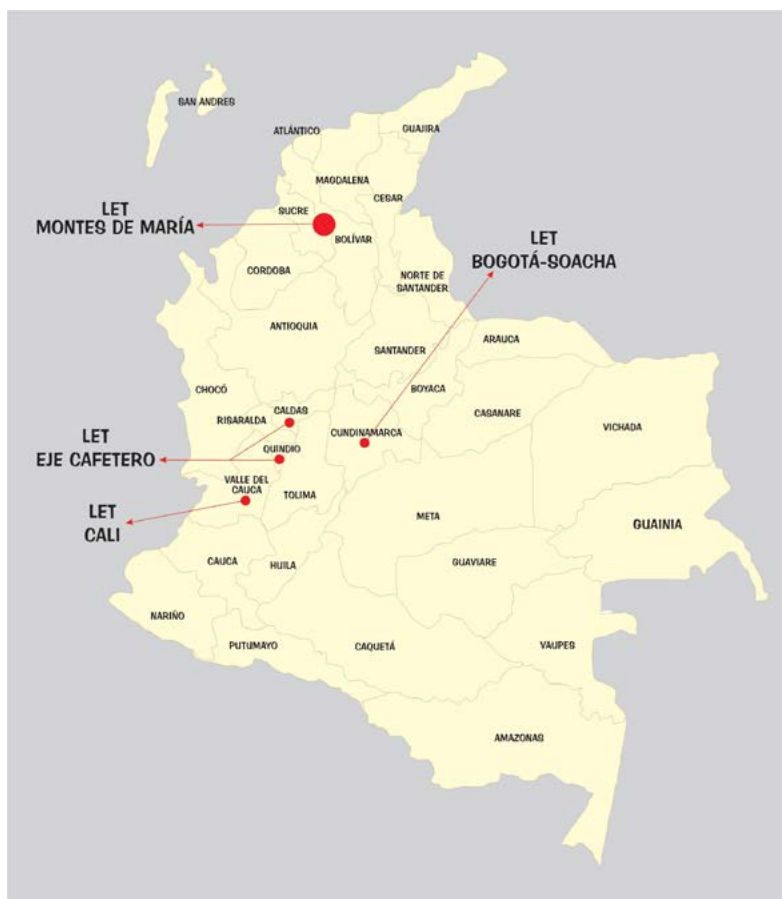 SAN ANDRES
ATLÁNTICO
GUAJIRA
MAGDALENA
CESAR
LET
MONTES DE MARÍA
SUCRE
BOLÍVAR
LET
BOGOTÁ-SOACHA
CORDOBA
NORTE DE
SANTANDER
ANTIOQUIA
SANTANDER
ARAUCA
BOYACA
CHOCÓ
CALDAS
RISARALDA
CASANARE
CUNDINAMARCA
VICHADA
LET
EJE CAFETERO
QUINDIO
VALLE DEL
CAUCA
TOLIMA
LET
CALI
META
GUAINIA
CAUCA
HUILA
GUAVIARE
NARIÑO
PUTUMAYO
CAQUETÁ
VAUPES
AMAZONAS